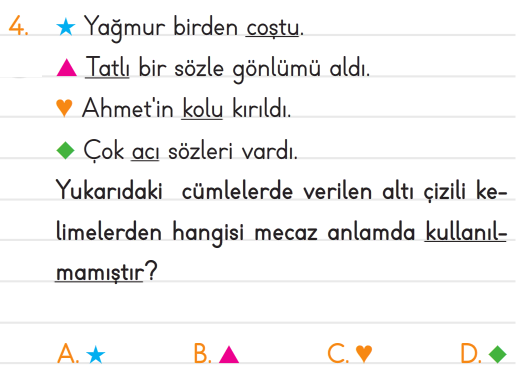 4. ★ Yağmur birden coştu.
▲ Tatlı bir sözle gönlümü aldı.
♥ Ahmet'in kolu kırıldı.
◆ Çok acı sözleri vardı.
Yukarıdaki cümlelerde verilen altı çizili ke-
limelerden hangisi mecaz anlamda kullanıl-
mamıştır?
A. ★ B. ▲ C. ♥ D. ◆